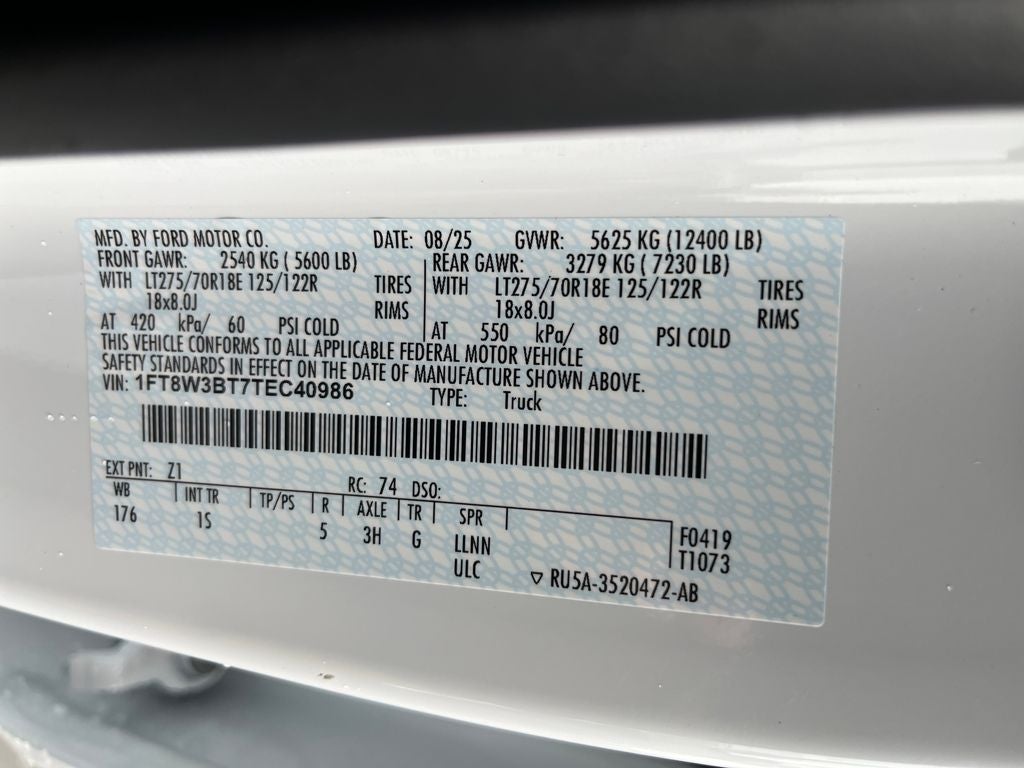 MFD. BY FORD MOTOR CO. DATE: 08/25 GVWR: 5625 KG (12400 LB)
FRONT GAWR: 2540 KG ( 5600 LB) REAR GAWR: 3279 KG ( 7230 LB)
WITH LT275/70R18E 125/122R TIRES WITH LT275/70R18E 125/122R TIRES
18x8.0J RIMS 18x8.0J RIMS
AT 420 kPa/ 60 PSI COLD AT 550 kPa/ 80 PSI COLD
THIS VEHICLE CONFORMS TO ALL APPLICABLE FEDERAL MOTOR VEHICLE
SAFETY STANDARDS IN EFFECT ON THE DATE OF MANUFACTURE SHOWN ABOVE.
VIN: 1FT8W3BT7TEC40986 TYPE: Truck
EXT PNT: Z1 RC: 74 DSO:
WB INT TR TP/PS R AXLE TR SPR
176 1S 5 3H G LLNN F0419
ULC T1073
RU5A-3520472-AB